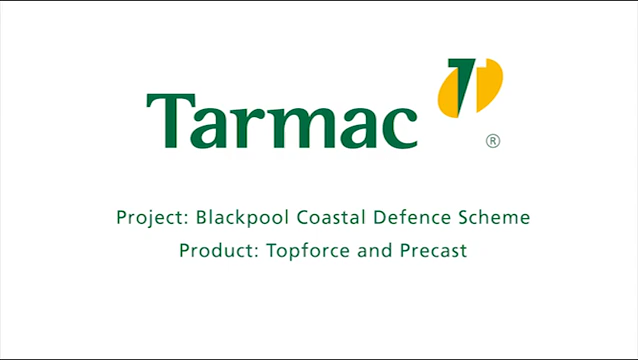 Tarmac
®
Project: Blackpool Coastal Defence Scheme
Product: Topforce and Precast